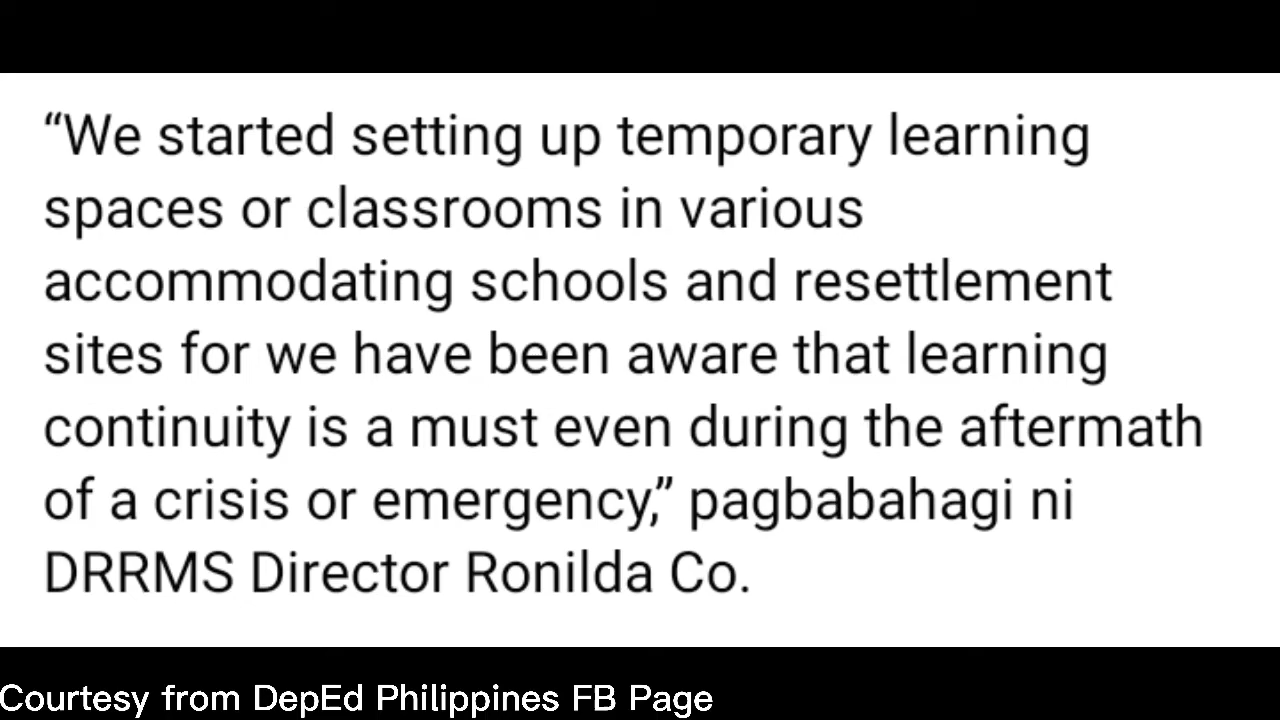 “We started setting up temporary learning
spaces or classrooms in various
accommodating schools and resettlement
sites for we have been aware that learning
continuity is a must even during the aftermath
of a crisis or emergency,” pagbabahagi ni
DRRMS Director Ronilda Co.
Courtesy from DepEd Philippines FB Page